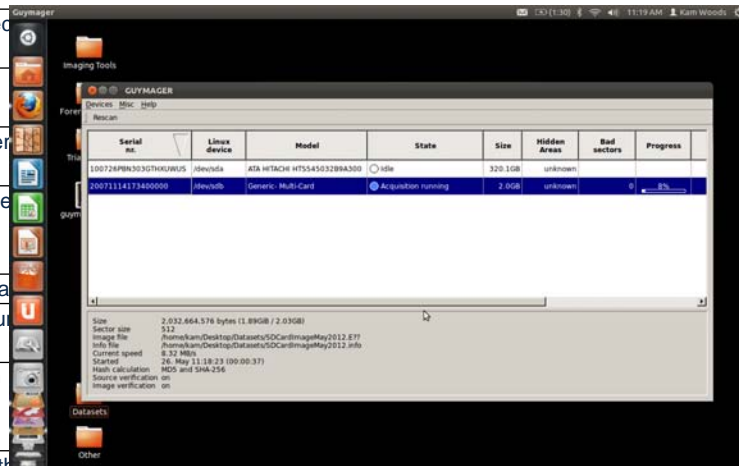 Guymager
(1:30)
11:19 AM
Kam Woods
Imaging Tools
GUYMAGER
Devices Misc Help
Rescan
Serial nr. Linux device Model State Size Hidden Areas Bad sectors Progress
100726PBN303GTHXUWUS /dev/sda ATA HITACHI HTS545032B9A300 Idle 320.1GB unknown
20071114173400000 /dev/sdb Generic- Multi-Card Acquisition running 2.0GB unknown 0 8%
Size 2,032,664,576 bytes (1.89GiB / 2.03GB)
Sector size 512
Image file /home/kam/Desktop/Datasets/SDCardImageMay2012.E??
Info file /home/kam/Desktop/Datasets/SDCardImageMay2012.info
Current speed 8.32 MB/s
Started 26. May 11:18:23 (00:00:37)
Hash calculation MD5 and SHA-256
Source verification on
Image verification on
Datasets
Other